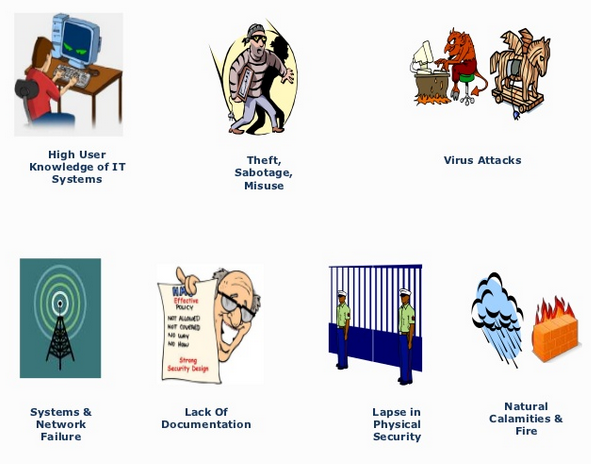 High User
Knowledge of IT
Systems
Theft,
Sabotage,
Misuse
Virus Attacks
Effective
POLICY
NOT ALLOWED
NOT COVERED
NO WAY
NO HOW
Strong
Security Design
Systems &
Network
Failure
Lack Of
Documentation
Lapse in
Physical
Security
Natural
Calamities &
Fire